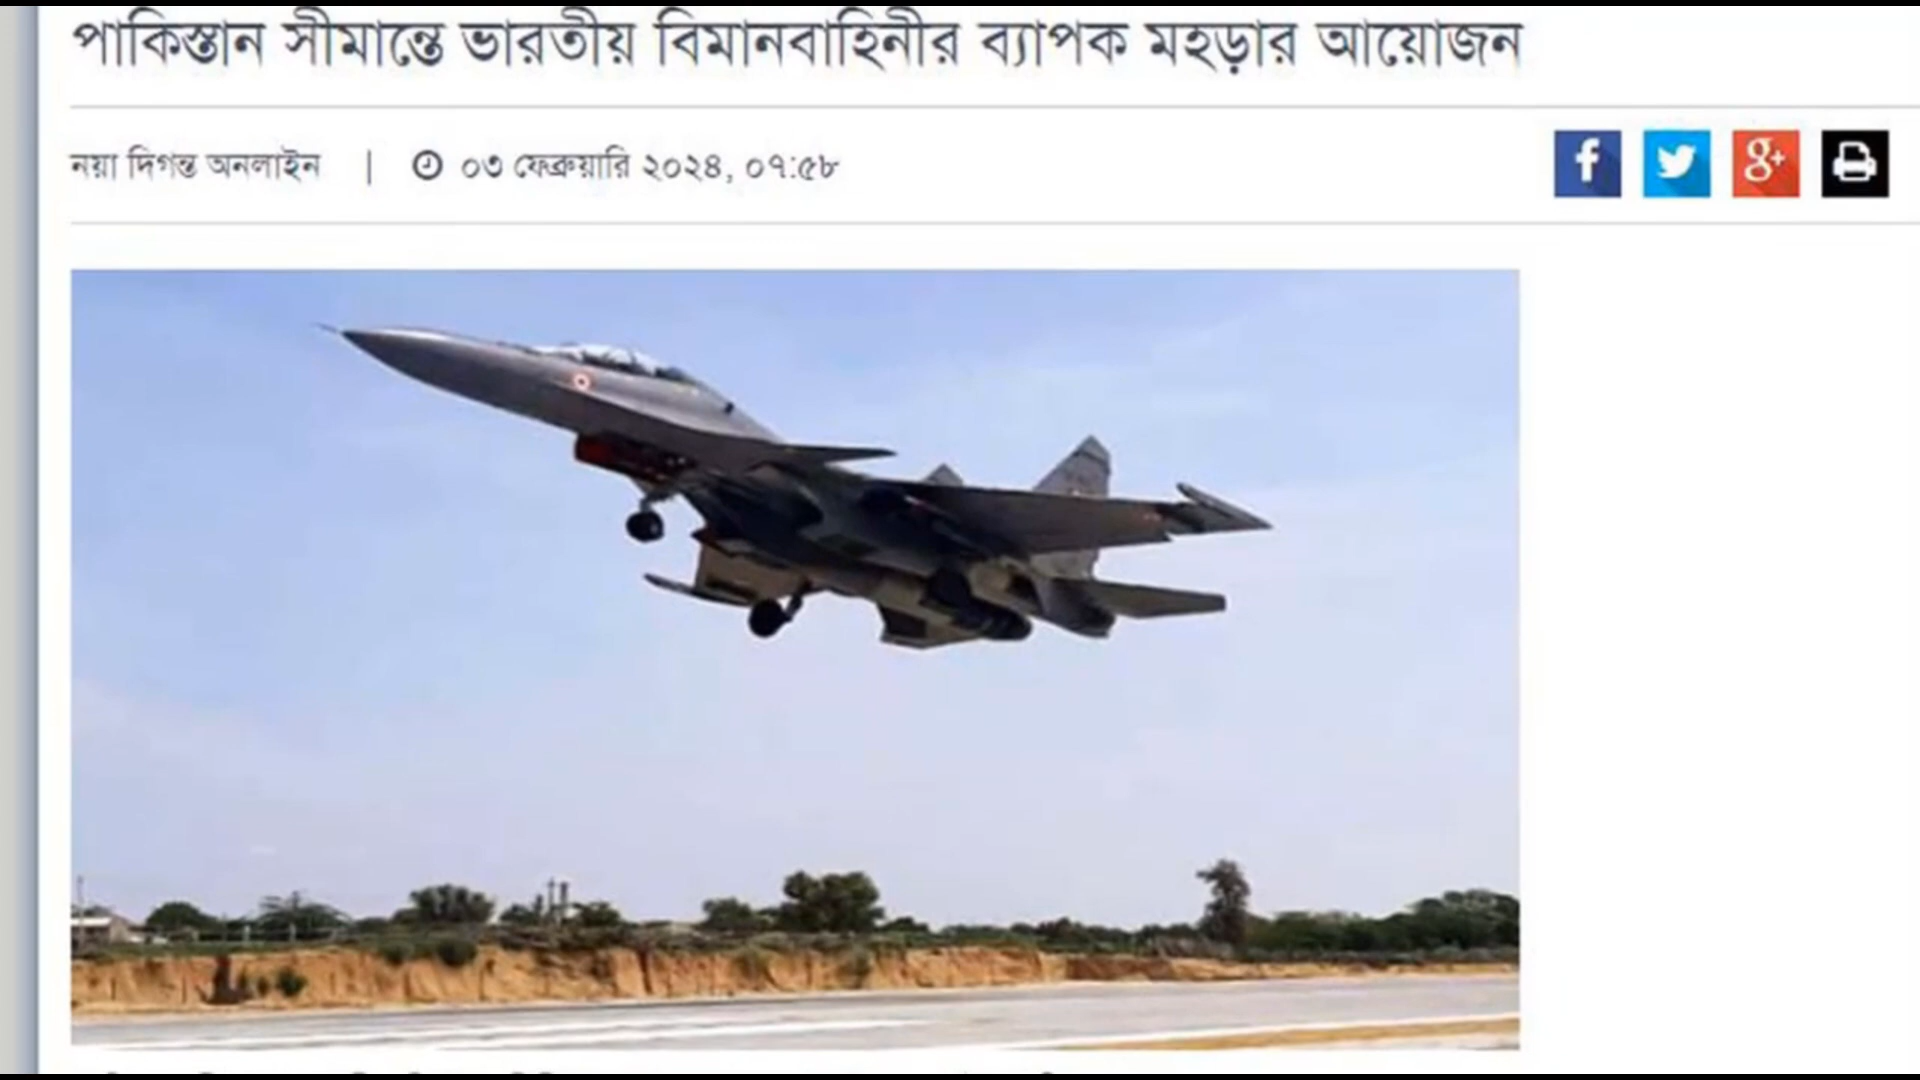 পাকিস্তান সীমান্তে ভারতীয় বিমানবাহিনীর ব্যাপক মহড়ার আয়োজন
নয়া দিগন্ত অনলাইন | ০৩ ফেব্রুয়ারি ২০২৪, ০৭:৫৮